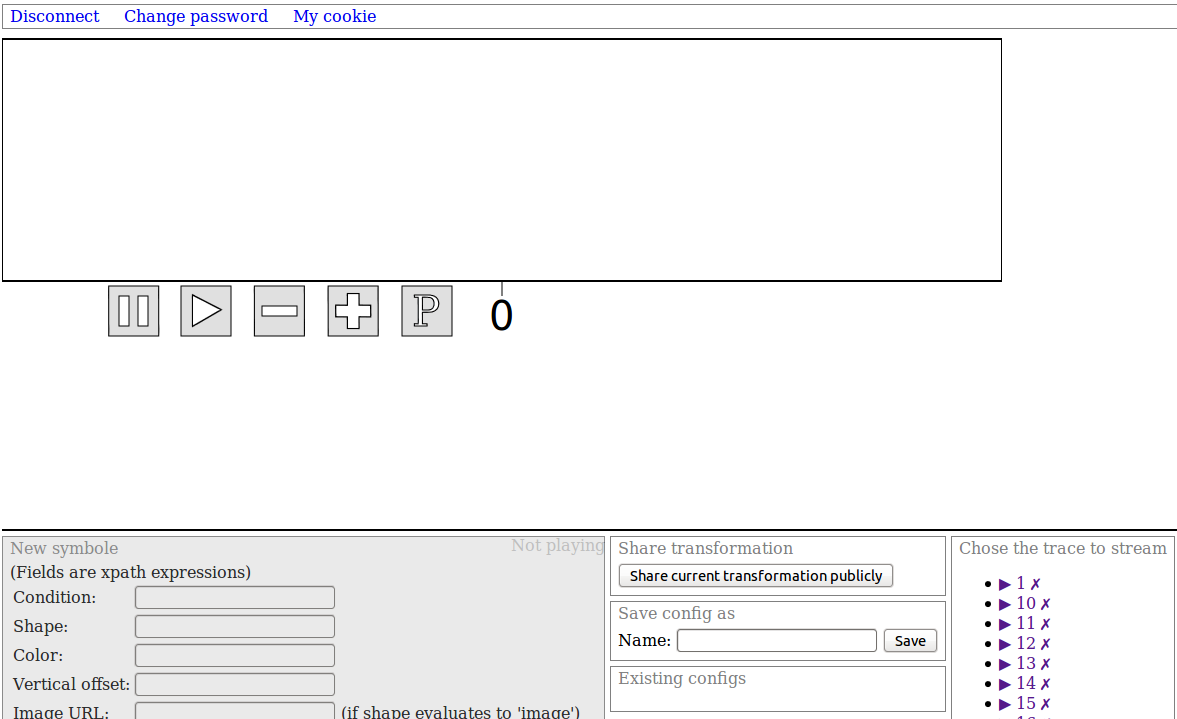 Disconnect Change password My cookie
P 0
New symbole Not playing
(Fields are xpath expressions)
Condition:
Shape:
Color:
Vertical offset:
Image URL: (if shape evaluates to 'image')
Share transformation
Share current transformation publicly
Save config as
Name: Save
Existing configs
Chose the trace to stream
▶ 1 ✗
▶ 10 ✗
▶ 11 ✗
▶ 12 ✗
▶ 13 ✗
▶ 14 ✗
▶ 15 ✗